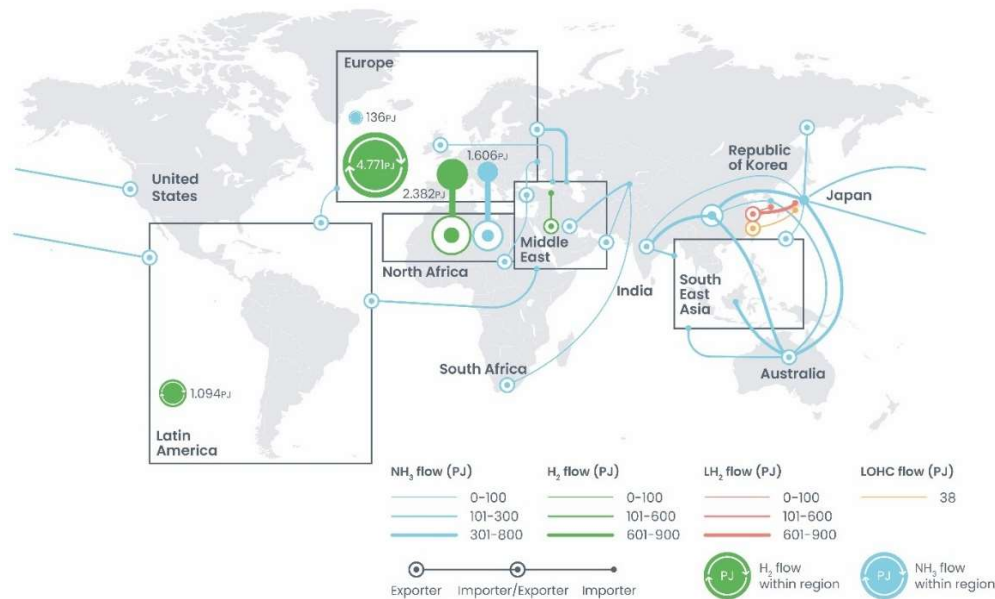 Europe
136PJ
4.771PJ
1.606PJ
2.382PJ
United
States
Republic
of Korea
Japan
North Africa
Middle
East
India
South
East
Asia
South Africa
Australia
1.094PJ
Latin
America
NH₃ flow (PJ)
0-100
101-300
301-800
H₂ flow (PJ)
0-100
101-600
601-900
LH₂ flow (PJ)
0-100
101-600
601-900
LOHC flow (PJ)
38
Exporter
Importer/Exporter
Importer
PJ
H₂ flow
within region
PJ
NH₃ flow
within region